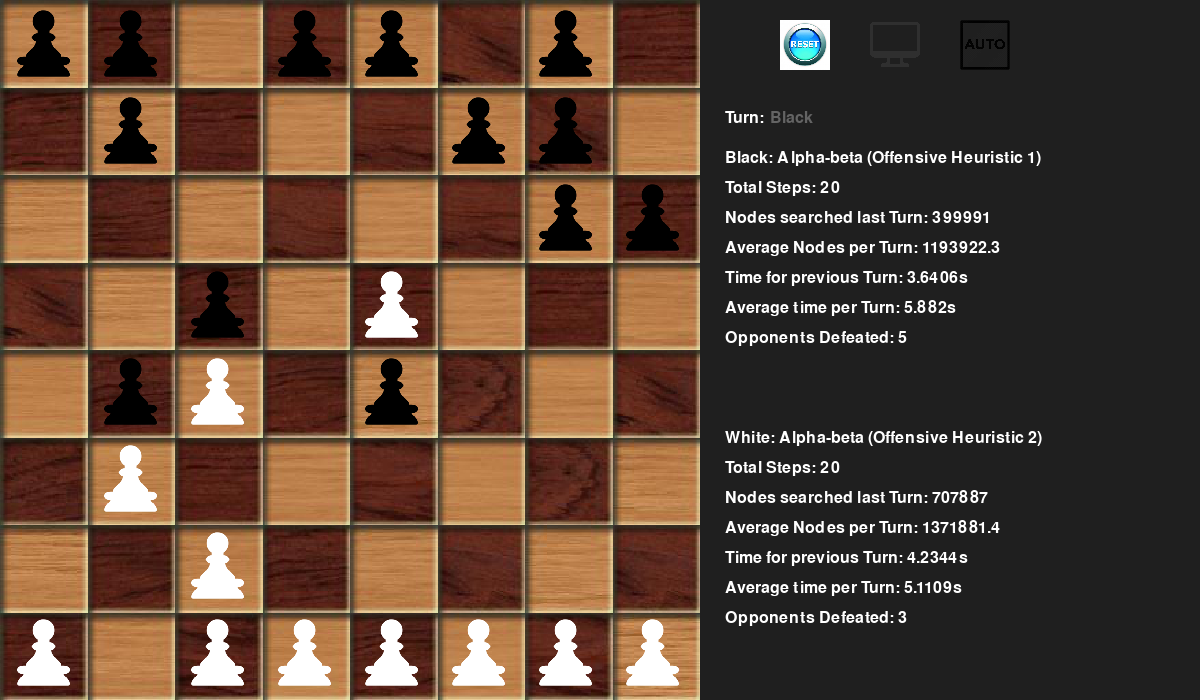 RESET
AUTO
Turn: Black
Black: Alpha-beta (Offensive Heuristic 1)
Total Steps: 20
Nodes searched last Turn: 399991
Average Nodes per Turn: 1193922.3
Time for previous Turn: 3.6406s
Average time per Turn: 5.882s
Opponents Defeated: 5
White: Alpha-beta (Offensive Heuristic 2)
Total Steps: 20
Nodes searched last Turn: 707887
Average Nodes per Turn: 1371881.4
Time for previous Turn: 4.2344s
Average time per Turn: 5.1109s
Opponents Defeated: 3